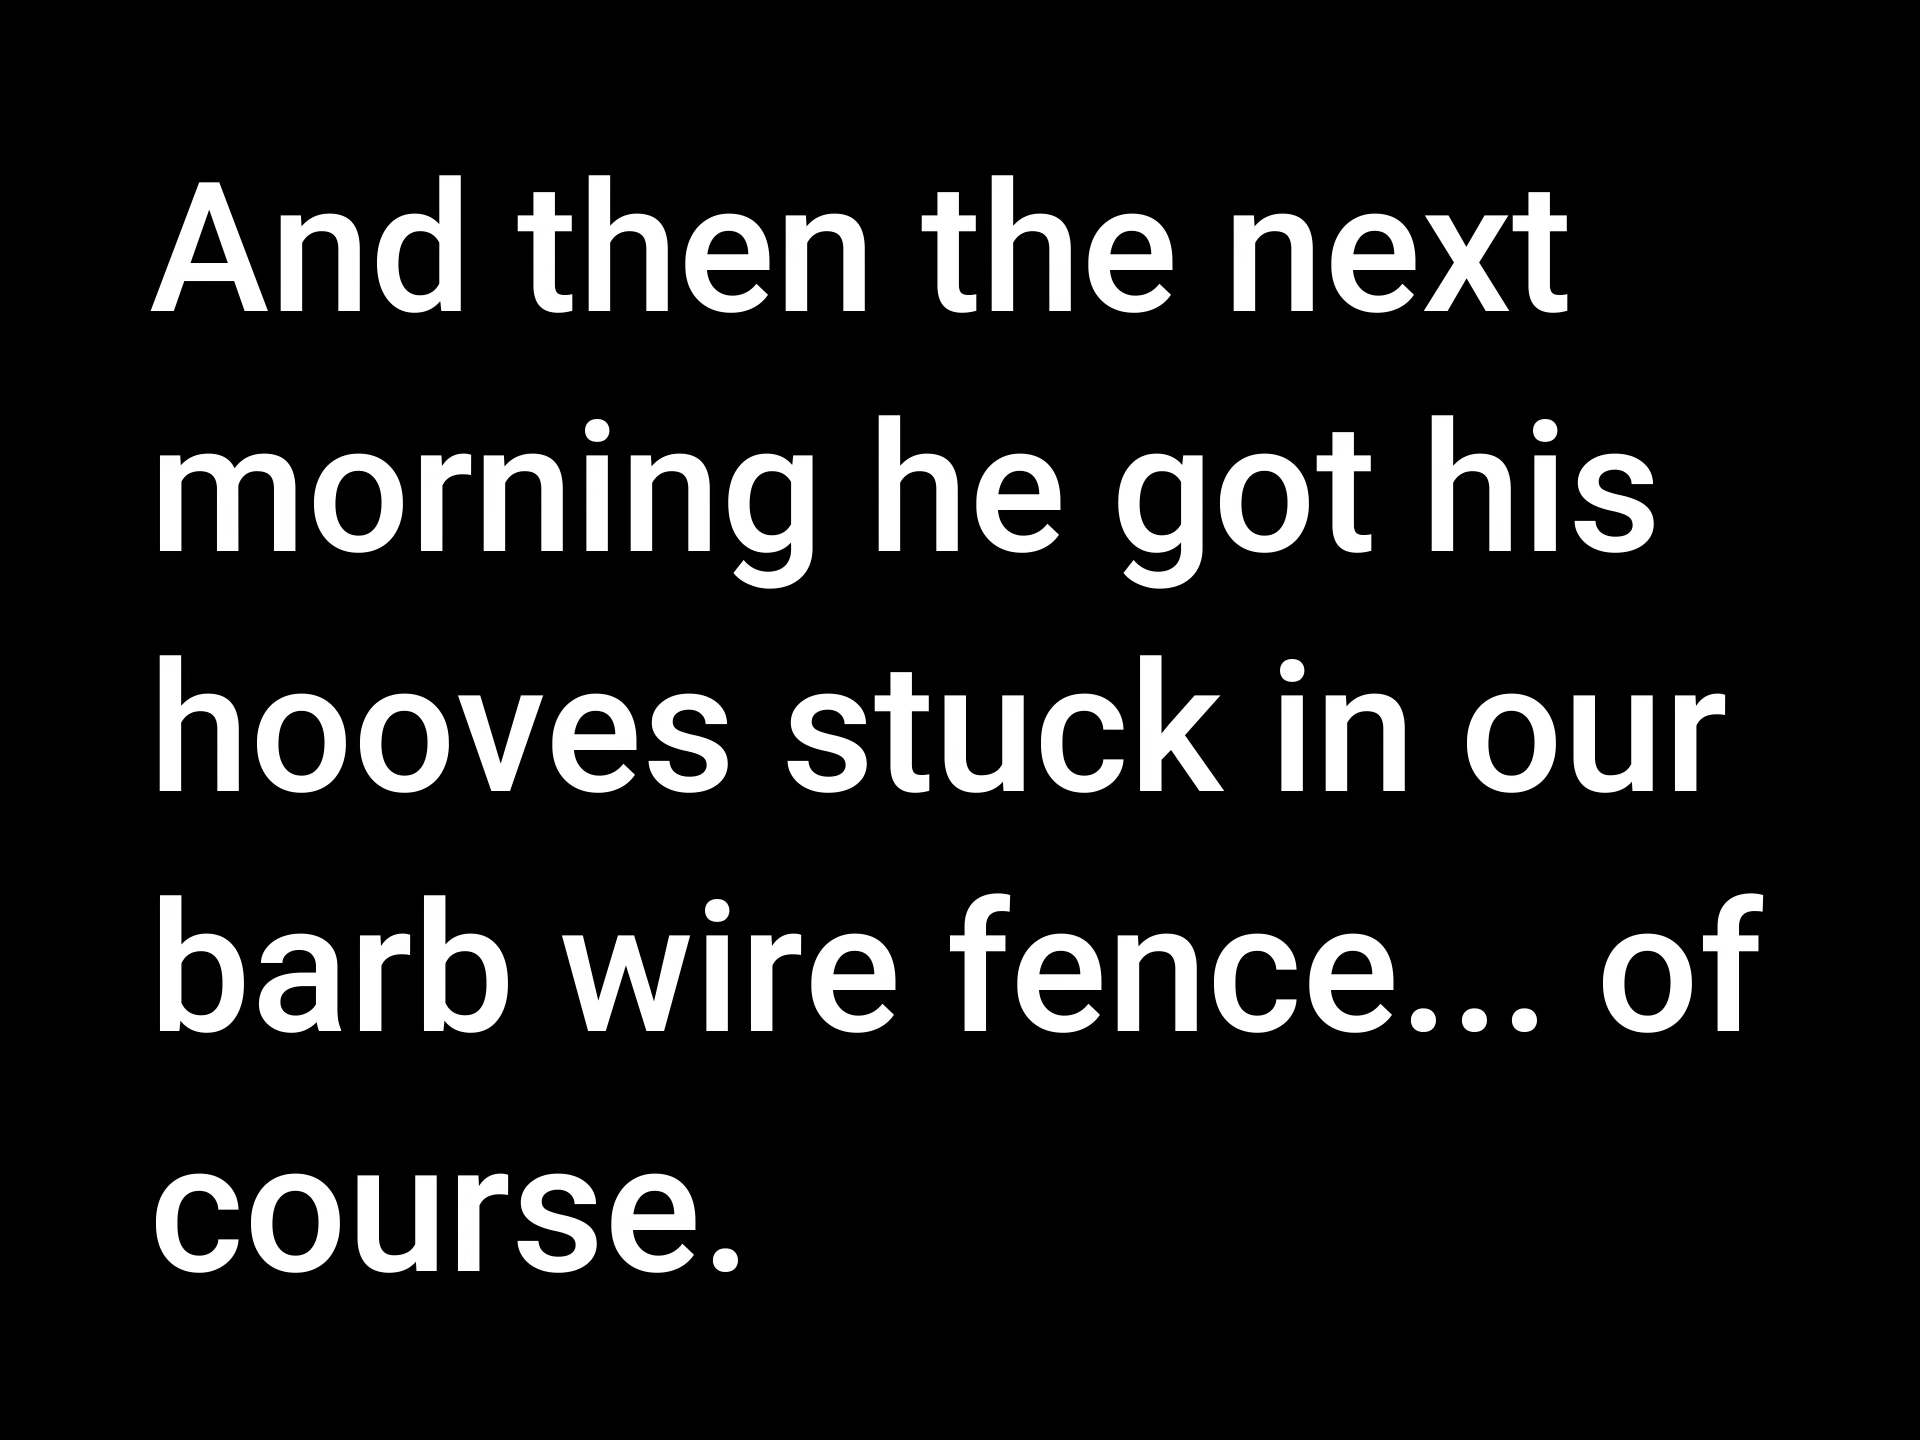 And then the next
morning he got his
hooves stuck in our
barb wire fence... of
course.